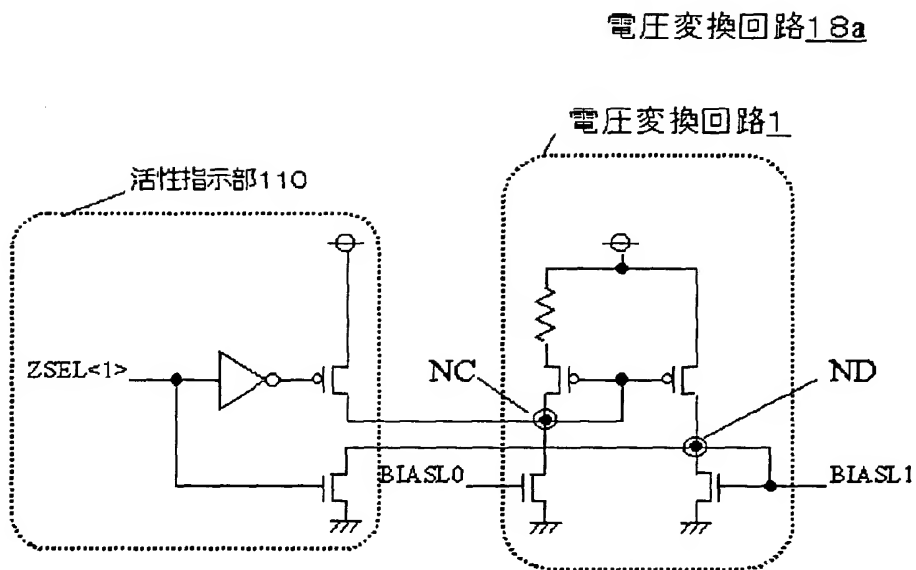 電圧変換回路18a
電圧変換回路1
活性指示部110
ZSEL<1>
NC
ND
BIASL0
BIASL1